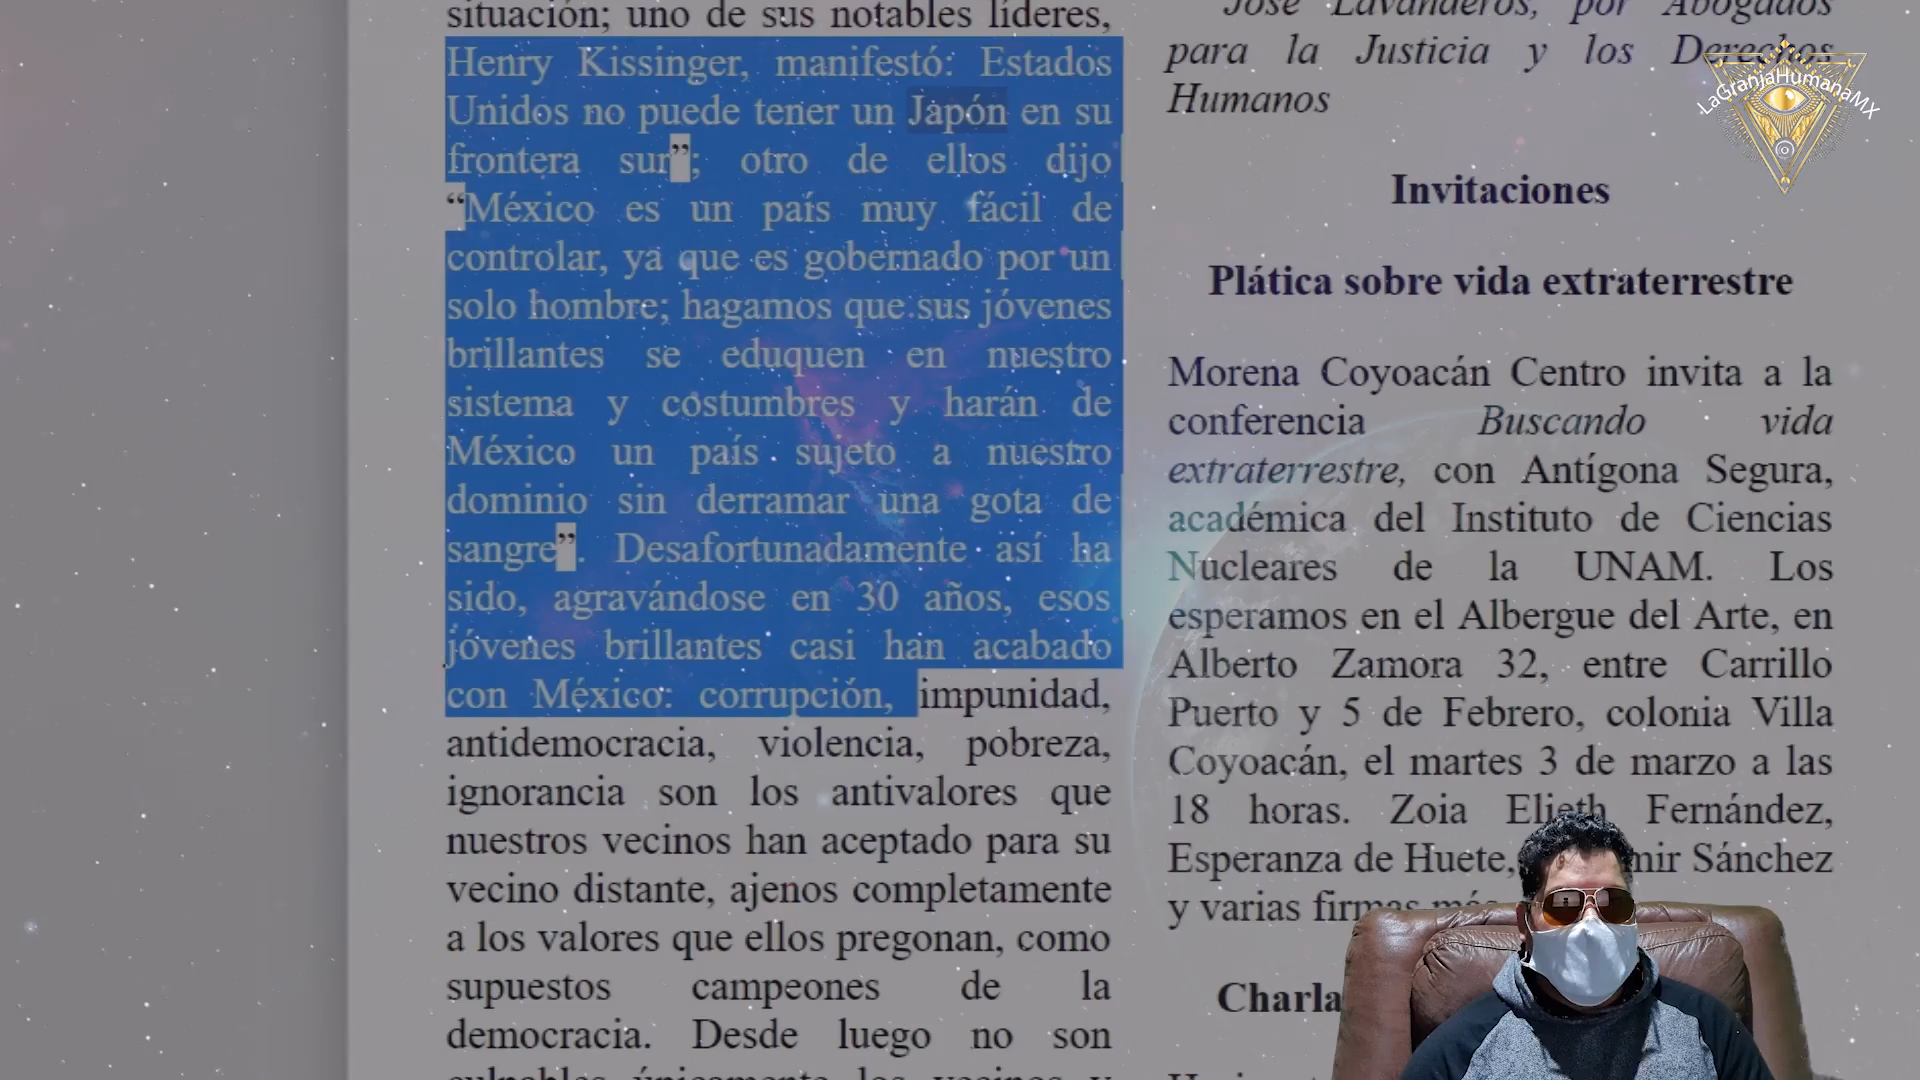 situación; uno de sus notables líderes,
Henry Kissinger, manifestó: Estados
Unidos no puede tener un Japón en su
frontera sur”; otro de ellos dijo
“México es un país muy fácil de
controlar, ya que es gobernado por un
solo hombre; hagamos que sus jóvenes
brillantes se eduquen en nuestro
sistema y costumbres y harán de
México un país sujeto a nuestro
dominio sin derramar una gota de
sangre”. Desafortunadamente así ha
sido, agravándose en 30 años, esos
jóvenes brillantes casi han acabado
con México: corrupción, impunidad,
antidemocracia, violencia, pobreza,
ignorancia son los antivalores que
nuestros vecinos han aceptado para su
vecino distante, ajenos completamente
a los valores que ellos pregonan, como
supuestos campeones de la
democracia. Desde luego no son
culpables únicamente los vecinos y
José Lavanderos, por Abogados
para la Justicia y los Derechos
Humanos
Invitaciones
Plática sobre vida extraterrestre
Morena Coyoacán Centro invita a la
conferencia Buscando vida
extraterrestre, con Antígona Segura,
académica del Instituto de Ciencias
Nucleares de la UNAM. Los
esperamos en el Albergue del Arte, en
Alberto Zamora 32, entre Carrillo
Puerto y 5 de Febrero, colonia Villa
Coyoacán, el martes 3 de marzo a las
18 horas. Zoia Elieth Fernández,
Esperanza de Huete, Sánchez
y varias firmas más
Charla
LaGranjaHumanaMX